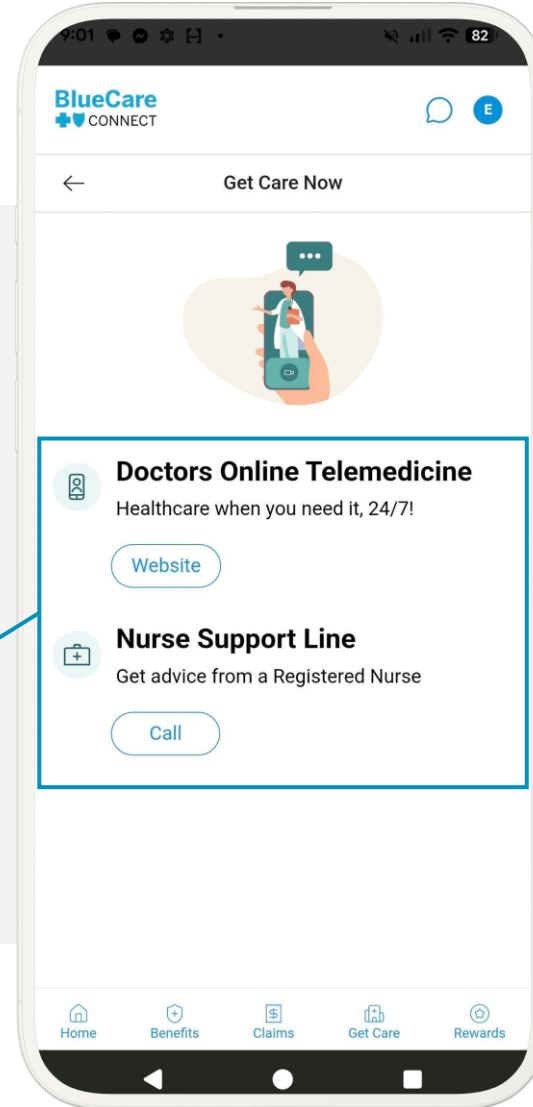 9:01
82
BlueCare
CONNECT
E
Get Care Now
Doctors Online Telemedicine
Healthcare when you need it, 24/7!
Website
Nurse Support Line
Get advice from a Registered Nurse
Call
Home Benefits Claims Get Care Rewards